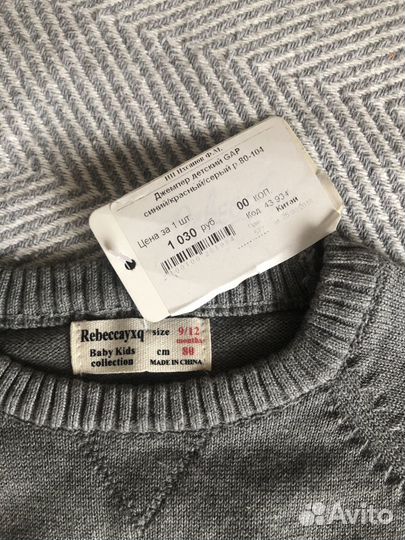 Джемпер детский GAP
синий/красный/серый р.80-104
Цена за 1 шт.
1 030 руб 00 коп
Код 43 934
Китай
Rebeccayxq
Baby Kids
collection
size 9/12
months
cm 80
MADE IN CHINA
Avito